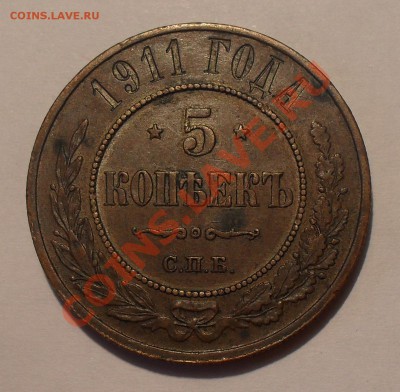 COINS.LAVE.RU
1911 ГОДА
5
КОПѢЕКЪ
С.П.Б.
COINS.LAVE.RU